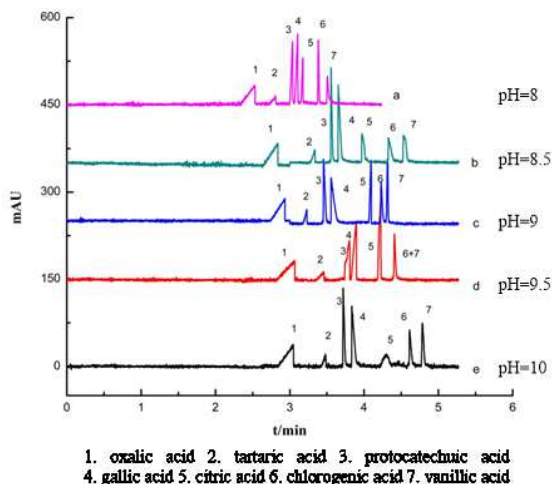 600
450
300
150
0
mAU
1 2 3 4 5 6 7
a pH=8
1 2 3 4 5 6 7
b pH=8.5
1 2 3 4 5 6 7
c pH=9
1 2 3 4 5 6+7
d pH=9.5
1 2 3 4 5 6 7
e pH=10
0 1 2 3 4 5 6
t/min
1. oxalic acid 2. tartaric acid 3. protocatechuic acid
4. gallic acid 5. citric acid 6. chlorogenic acid 7. vanillic acid